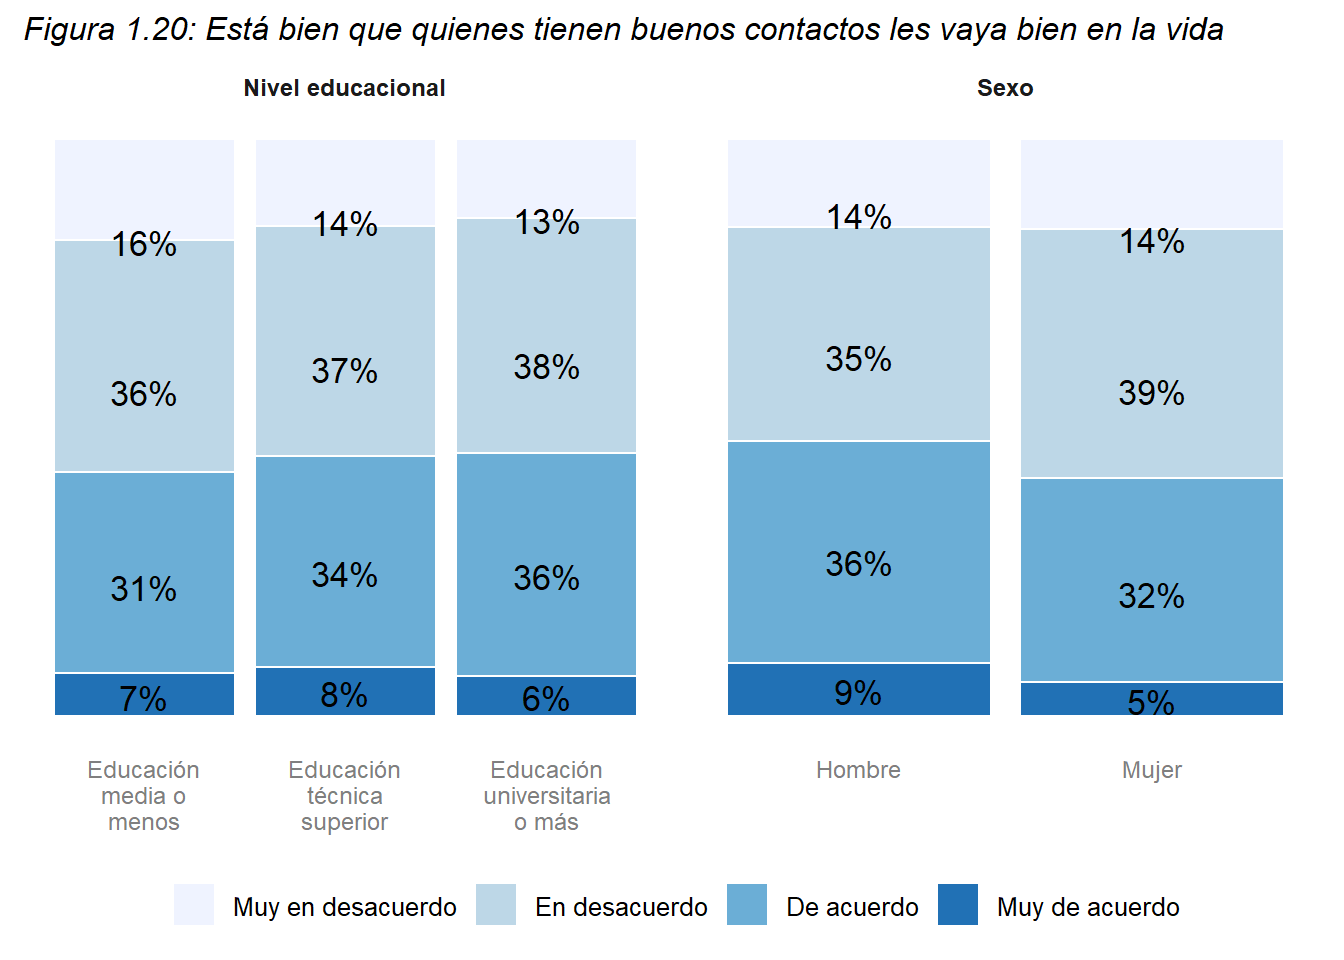 Figura 1.20: Está bien que quienes tienen buenos contactos les vaya bien en la vida
Nivel educacional
Sexo
16%
14%
13%
14%
14%
36%
37%
38%
35%
39%
31%
34%
36%
36%
32%
7%
8%
6%
9%
5%
Educación
media o
menos
Educación
técnica
superior
Educación
universitaria
o más
Hombre
Mujer
Muy en desacuerdo
En desacuerdo
De acuerdo
Muy de acuerdo